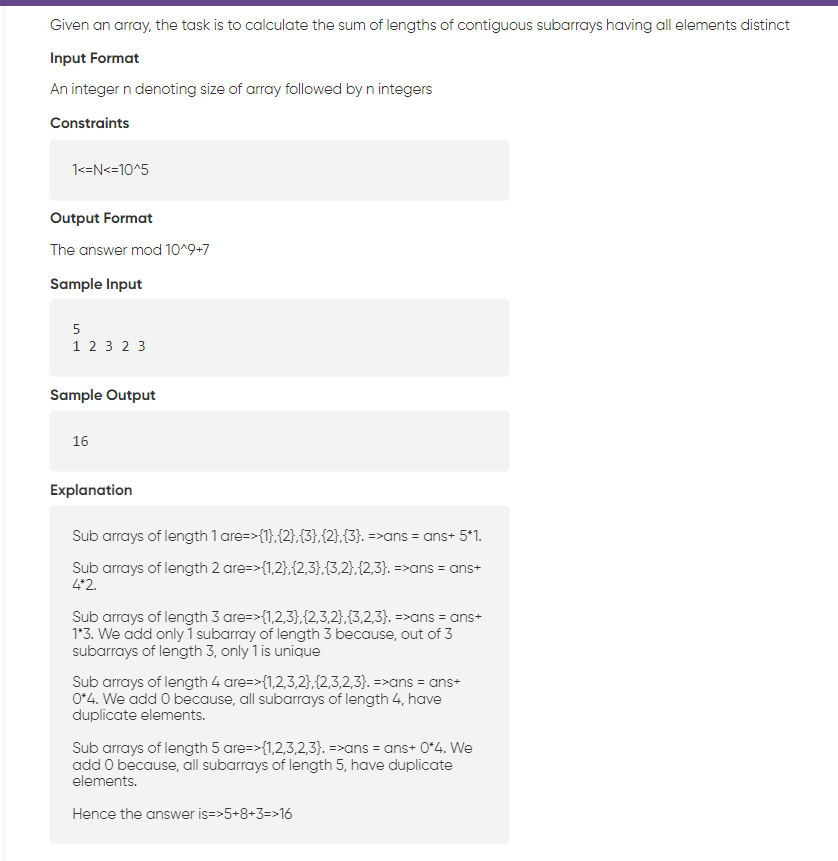 Given an array, the task is to calculate the sum of lengths of contiguous subarrays having all elements distinct
Input Format
An integer n denoting size of array followed by n integers
Constraints
1<=N<=10^5
Output Format
The answer mod 10^9+7
Sample Input
5
1 2 3 2 3
Sample Output
16
Explanation
Sub arrays of length 1 are=>{1},{2},{3},{2},{3}. =>ans = ans+ 5*1.
Sub arrays of length 2 are=>{1,2},{2,3},{3,2},{2,3}. =>ans = ans+
4*2.
Sub arrays of length 3 are=>{1,2,3},{2,3,2},{3,2,3}. =>ans = ans+
1*3. We add only 1 subarray of length 3 because, out of 3
subarrays of length 3, only 1 is unique
Sub arrays of length 4 are=>{1,2,3,2},{2,3,2,3}. =>ans = ans+
0*4. We add 0 because, all subarrays of length 4, have
duplicate elements.
Sub arrays of length 5 are=>{1,2,3,2,3}. =>ans = ans+ 0*4. We
add 0 because, all subarrays of length 5, have duplicate
elements.
Hence the answer is=>5+8+3=>16